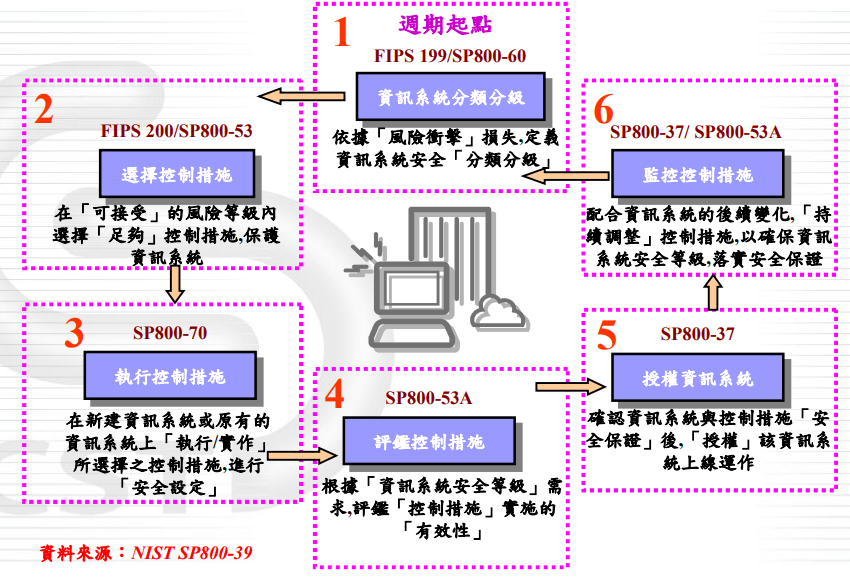 1
週期起點
FIPS 199/SP800-60
資訊系統分類分級
依據「風險衝擊」損失,定義
資訊系統安全「分類分級」
2
FIPS 200/SP800-53
選擇控制措施
在「可接受」的風險等級內
選擇「足夠」控制措施,保護
資訊系統
3
SP800-70
執行控制措施
在新建資訊系統或原有的
資訊系統上「執行/實作」
所選擇之控制措施,進行
「安全設定」
4
SP800-53A
評鑑控制措施
根據「資訊系統安全等級」需
求,評鑑「控制措施」實施的
「有效性」
5
SP800-37
授權資訊系統
確認資訊系統與控制措施「安
全保證」後,「授權」該資訊系
統上線運作
6
SP800-37/ SP800-53A
監控控制措施
配合資訊系統的後續變化,「持
續調整」控制措施,以確保資訊
系統安全等級,落實安全保證
資料來源：NIST SP800-39